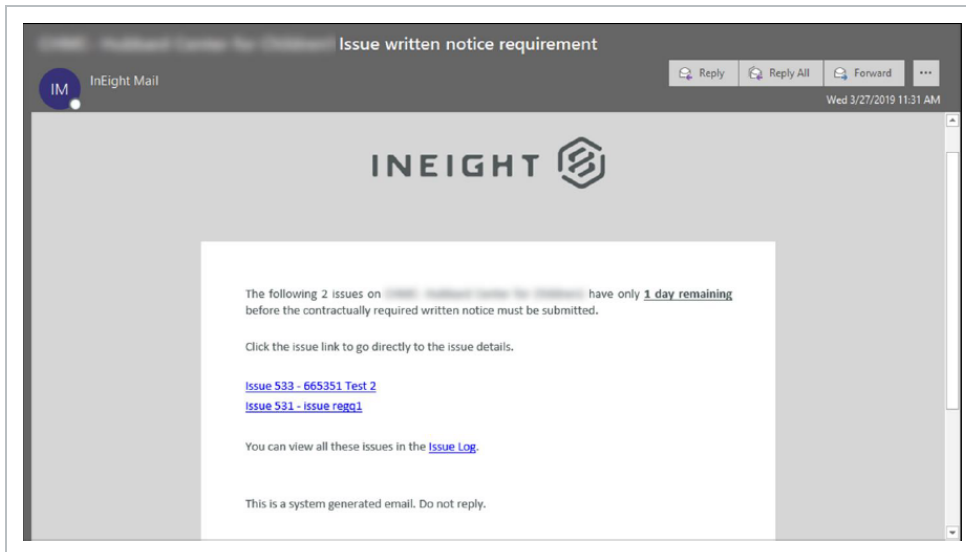 Issue written notice requirement
IM
InEight Mail
Reply
Reply All
Forward
...
Wed 3/27/2019 11:31 AM
INEIGHT
The following 2 issues on have only 1 day remaining
before the contractually required written notice must be submitted.
Click the issue link to go directly to the issue details.
Issue 533 - 665351 Test 2
Issue 531 - issue regq1
You can view all these issues in the Issue Log.
This is a system generated email. Do not reply.